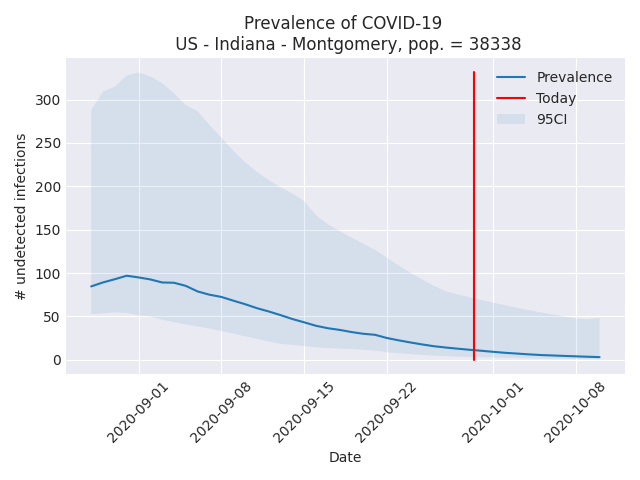 Prevalence of COVID-19
US - Indiana - Montgomery, pop. = 38338
Prevalence
Today
95CI
300
250
200
150
100
50
0
# undetected infections
2020-09-01
2020-09-08
2020-09-15
2020-09-22
2020-10-01
2020-10-08
Date